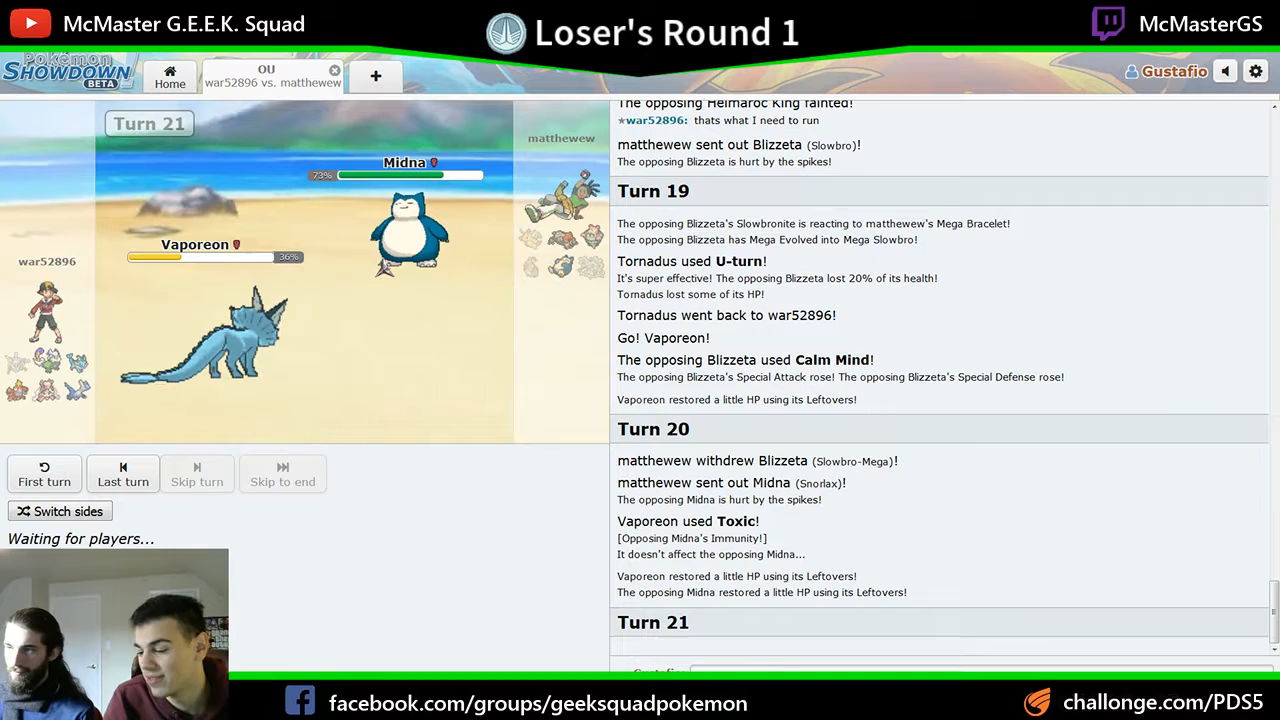 McMaster G.E.E.K. Squad
Loser's Round 1
McMasterGS
Pokémon
SHOWDOWN
BETA
Home
OU
war52896 vs. matthewew
Gustafio
Turn 21
matthewew
Midna
73%
Vaporeon
36%
war52896
The opposing Helmaroc King fainted!
★war52896: thats what I need to run
matthewew sent out Blizzeta (Slowbro)!
The opposing Blizzeta is hurt by the spikes!
Turn 19
The opposing Blizzeta's Slowbronite is reacting to matthewew's Mega Bracelet!
The opposing Blizzeta has Mega Evolved into Mega Slowbro!
Tornadus used U-turn!
It's super effective! The opposing Blizzeta lost 20% of its health!
Tornadus lost some of its HP!
Tornadus went back to war52896!
Go! Vaporeon!
The opposing Blizzeta used Calm Mind!
The opposing Blizzeta's Special Attack rose! The opposing Blizzeta's Special Defense rose!
Vaporeon restored a little HP using its Leftovers!
Turn 20
matthewew withdrew Blizzeta (Slowbro-Mega)!
matthewew sent out Midna (Snorlax)!
The opposing Midna is hurt by the spikes!
Vaporeon used Toxic!
[Opposing Midna's Immunity!]
It doesn't affect the opposing Midna...
Vaporeon restored a little HP using its Leftovers!
The opposing Midna restored a little HP using its Leftovers!
Turn 21
First turn
Last turn
Skip turn
Skip to end
Switch sides
Waiting for players...
facebook.com/groups/geeksquadpokemon
challonge.com/PDS5